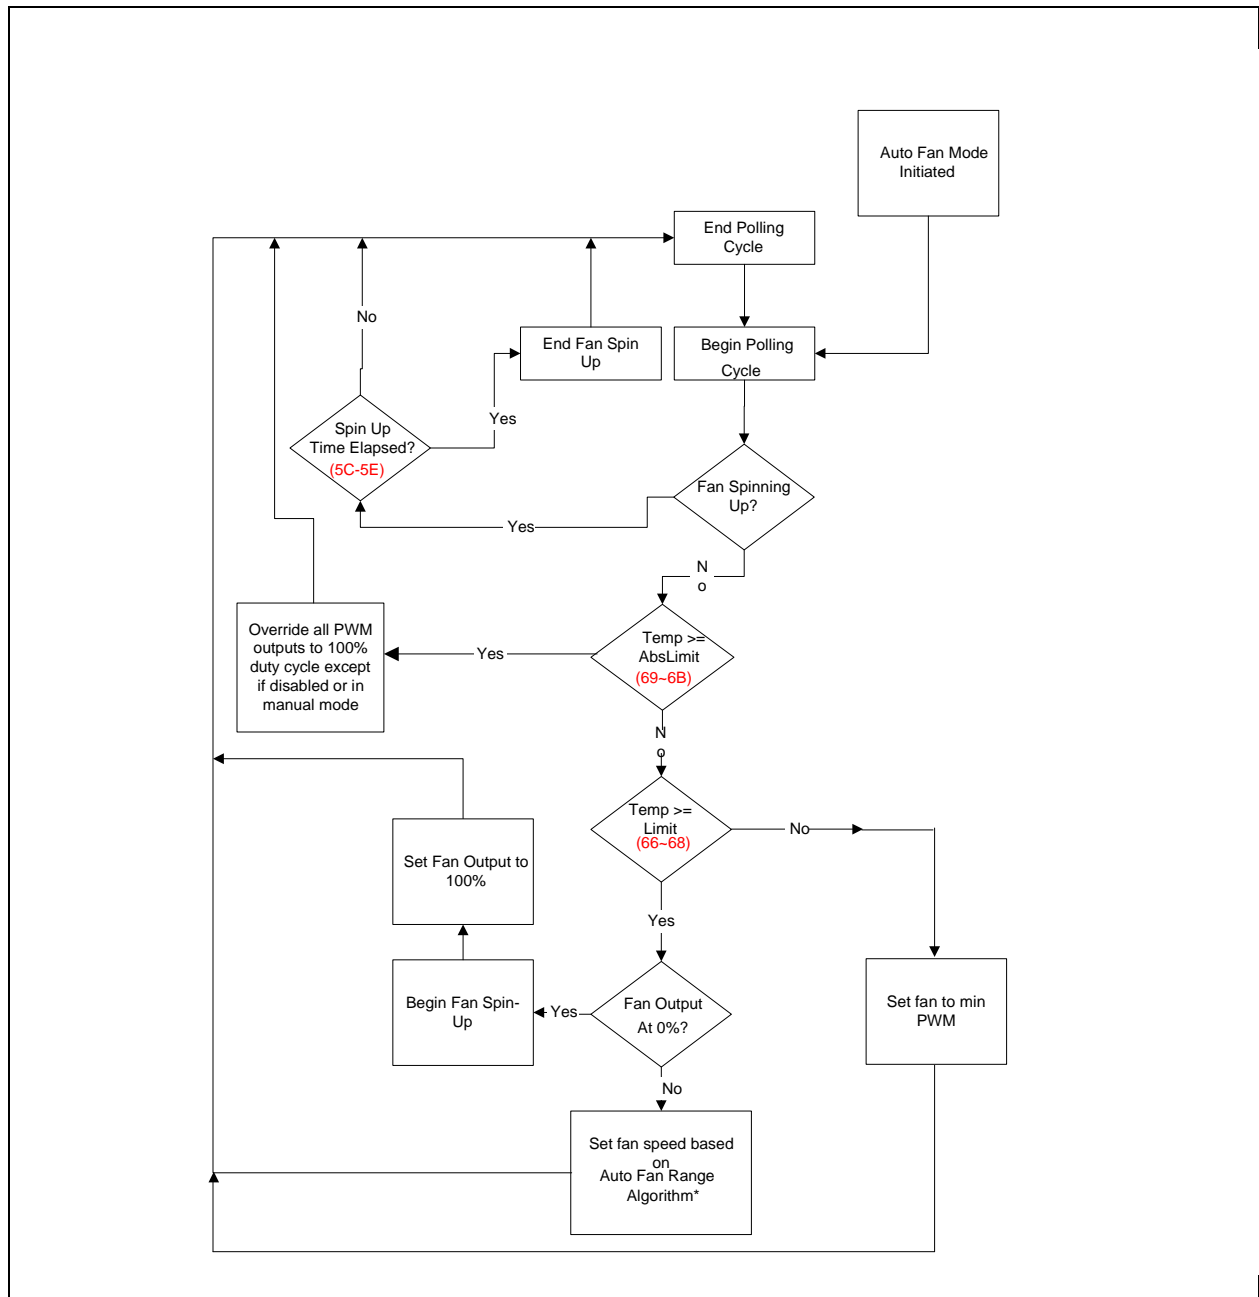 Auto Fan Mode
Initiated
End Polling
Cycle
No
End Fan Spin
Up
Begin Polling
Cycle
Yes
Spin Up
Time Elapsed?
(5C-5E)
Fan Spinning
Up?
Yes
N
o
Override all PWM
outputs to 100%
duty cycle except
if disabled or in
manual mode
Yes
Temp >=
AbsLimit
(69~6B)
N
o
Temp >=
Limit
(66~68)
No
Set Fan Output to
100%
Yes
Begin Fan Spin-
Up
Yes
Fan Output
At 0%?
Set fan to min
PWM
No
Set fan speed based
on
Auto Fan Range
Algorithm*